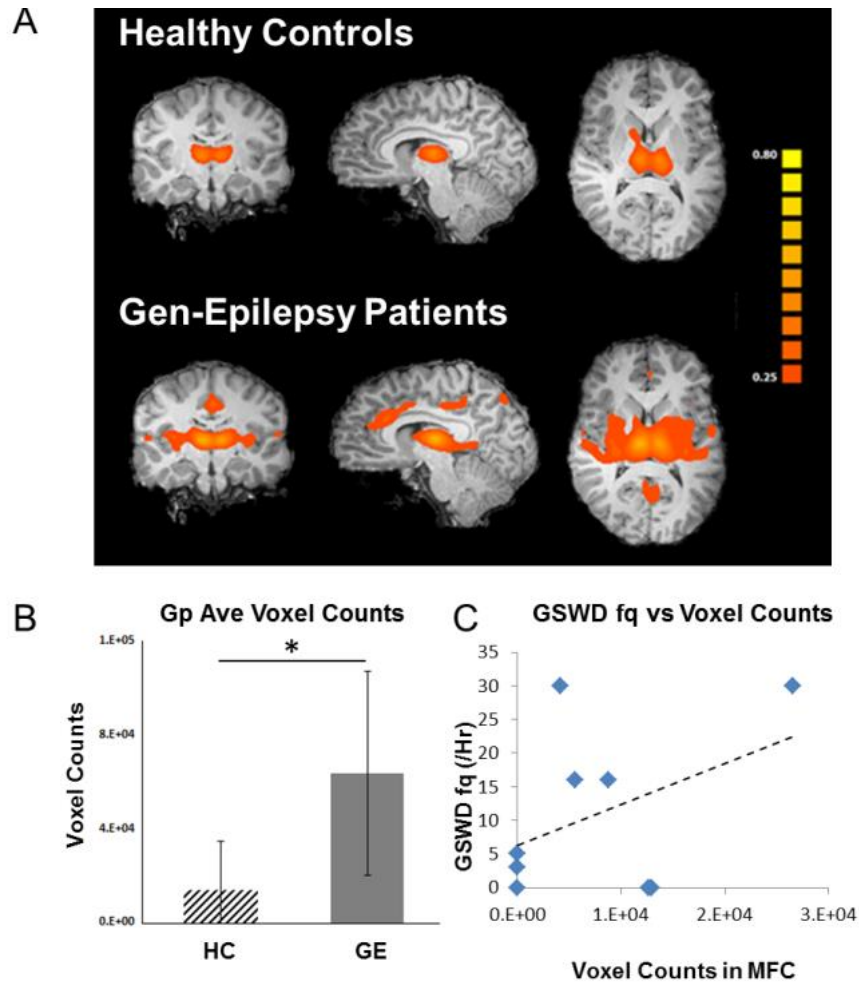 A
Healthy Controls
0.80
0.25
Gen-Epilepsy Patients
B
Gp Ave Voxel Counts
1.E+05
8.E+04
4.E+04
0.E+00
Voxel Counts
*
HC
GE
C
GSWD fq vs Voxel Counts
35
30
25
20
15
10
5
0
GSWD fq (/Hr)
0.E+00
1.E+04
2.E+04
3.E+04
Voxel Counts in MFC